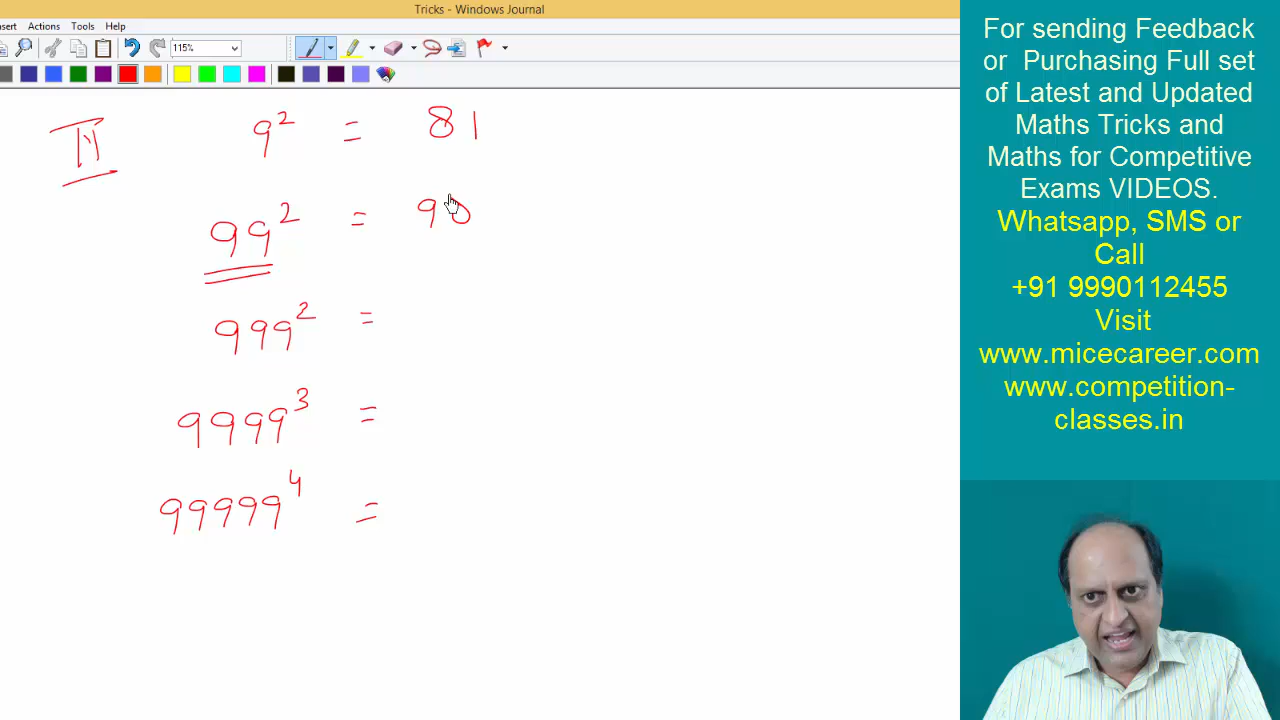 Tricks - Windows Journal
nsert Actions Tools Help
115%
III 9² = 81
99² = 98
999² =
9999³ =
99999⁴ =
For sending Feedback
or Purchasing Full set
of Latest and Updated
Maths Tricks and
Maths for Competitive
Exams VIDEOS.
Whatsapp, SMS or
Call
+91 9990112455
Visit
www.micecareer.com
www.competition-
classes.in